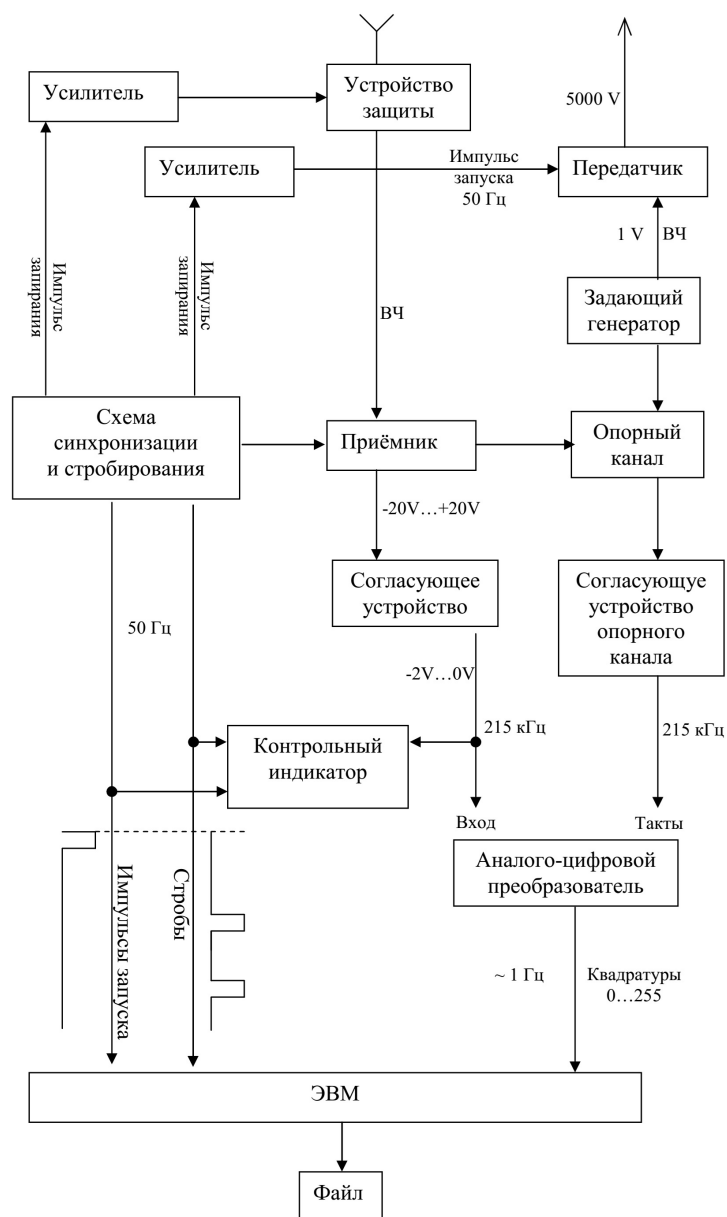 Усилитель
Устройство
защиты
5000 V
Усилитель
Импульс
запуска
50 Гц
Передатчик
Импульс
запирания
Импульс
запирания
1 V
ВЧ
Задающий
генератор
ВЧ
Схема
синхронизации
и стробирования
Приёмник
Опорный
канал
-20V…+20V
Согласующее
устройство
Согласующуе
устройство
опорного
канала
50 Гц
-2V…0V
215 кГц
215 кГц
Контрольный
индикатор
Вход
Такты
Аналого-цифровой
преобразователь
Импульсы запуска
Стробы
~ 1 Гц
Квадратуры
0…255
ЭВМ
Файл